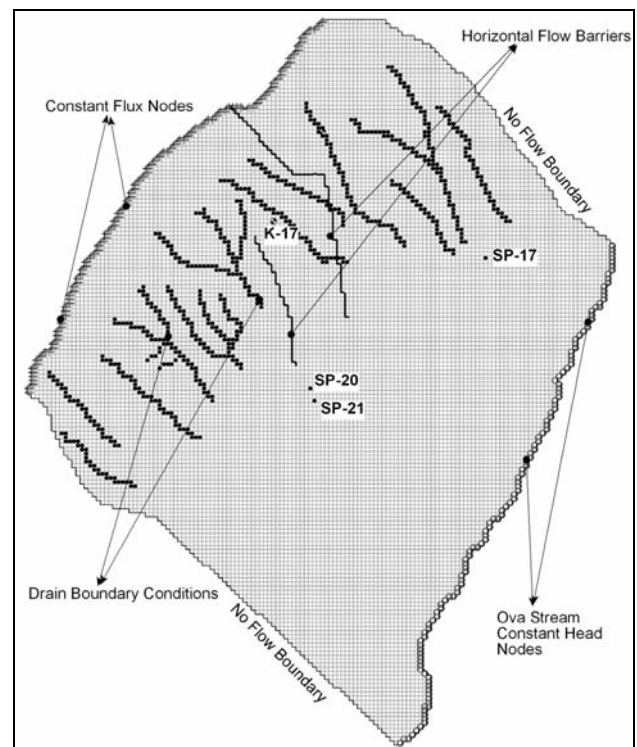 Horizontal Flow Barriers
Constant Flux Nodes
No Flow Boundary
K-17
SP-17
SP-20
SP-21
Drain Boundary Conditions
No Flow Boundary
Ova Stream
Constant Head
Nodes